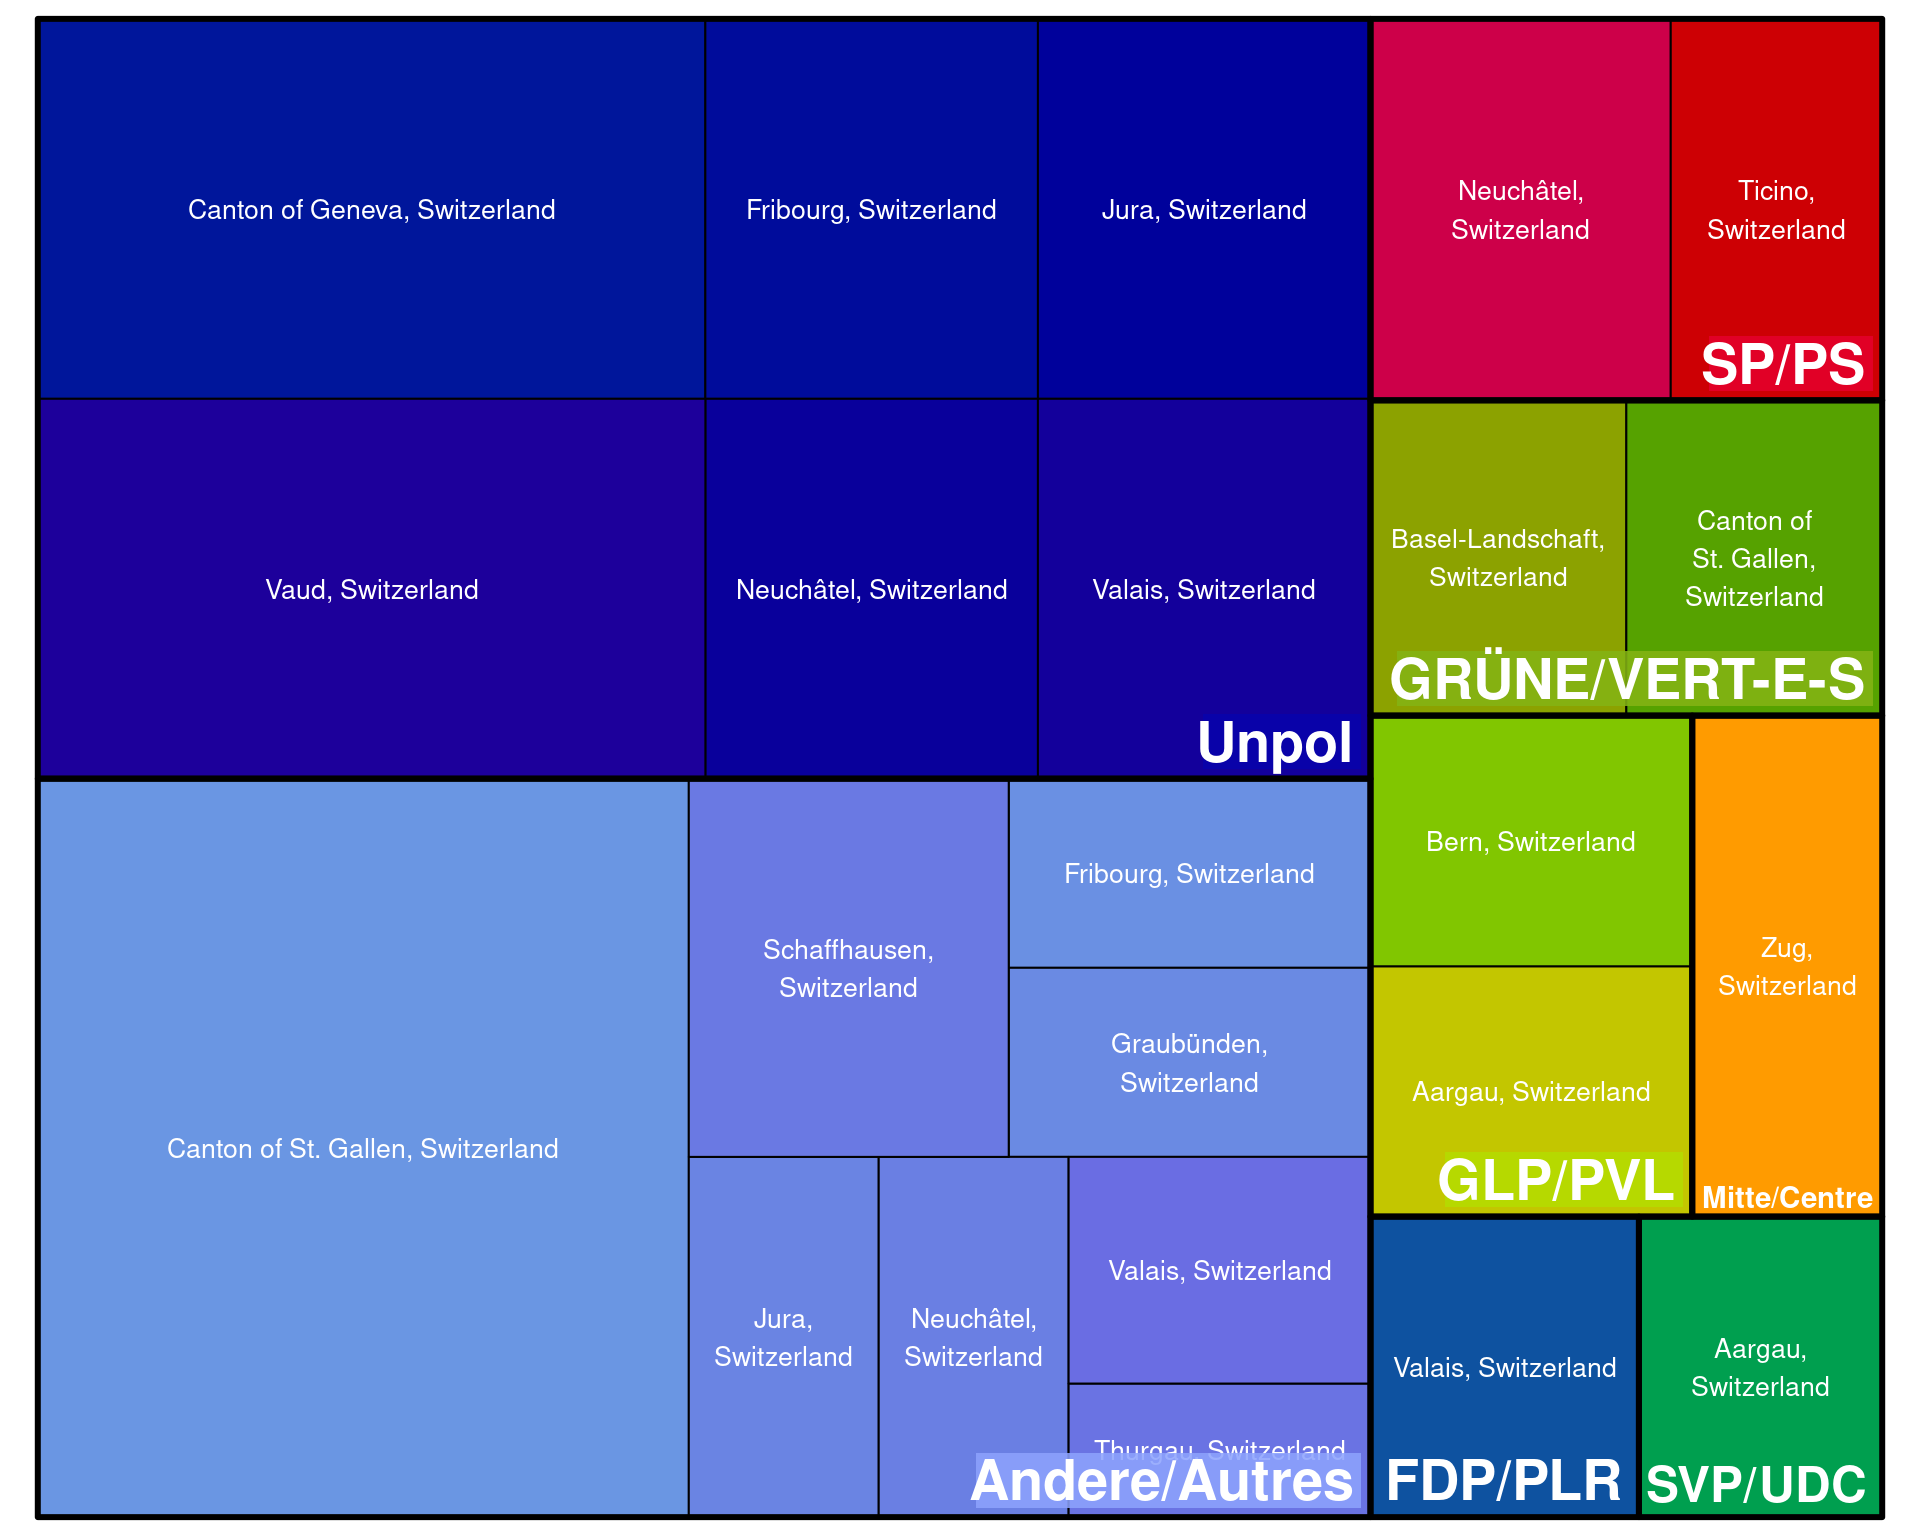 Canton of Geneva, Switzerland
Fribourg, Switzerland
Jura, Switzerland
Vaud, Switzerland
Neuchâtel, Switzerland
Valais, Switzerland
Unpol
Canton of St. Gallen, Switzerland
Schaffhausen,
Switzerland
Fribourg, Switzerland
Graubünden,
Switzerland
Jura,
Switzerland
Neuchâtel,
Switzerland
Valais, Switzerland
Thurgau, Switzerland
Andere/Autres
Neuchâtel,
Switzerland
Ticino,
Switzerland
SP/PS
Basel-Landschaft,
Switzerland
Canton of
St. Gallen,
Switzerland
GRÜNE/VERT-E-S
Bern, Switzerland
Aargau, Switzerland
GLP/PVL
Zug,
Switzerland
Mitte/Centre
Valais, Switzerland
FDP/PLR
Aargau,
Switzerland
SVP/UDC